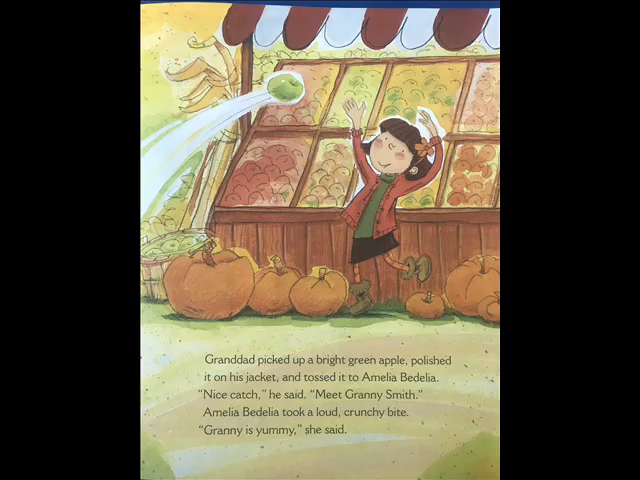 Granddad picked up a bright green apple, polished
it on his jacket, and tossed it to Amelia Bedelia.
“Nice catch,” he said. “Meet Granny Smith.”
Amelia Bedelia took a loud, crunchy bite.
“Granny is yummy,” she said.